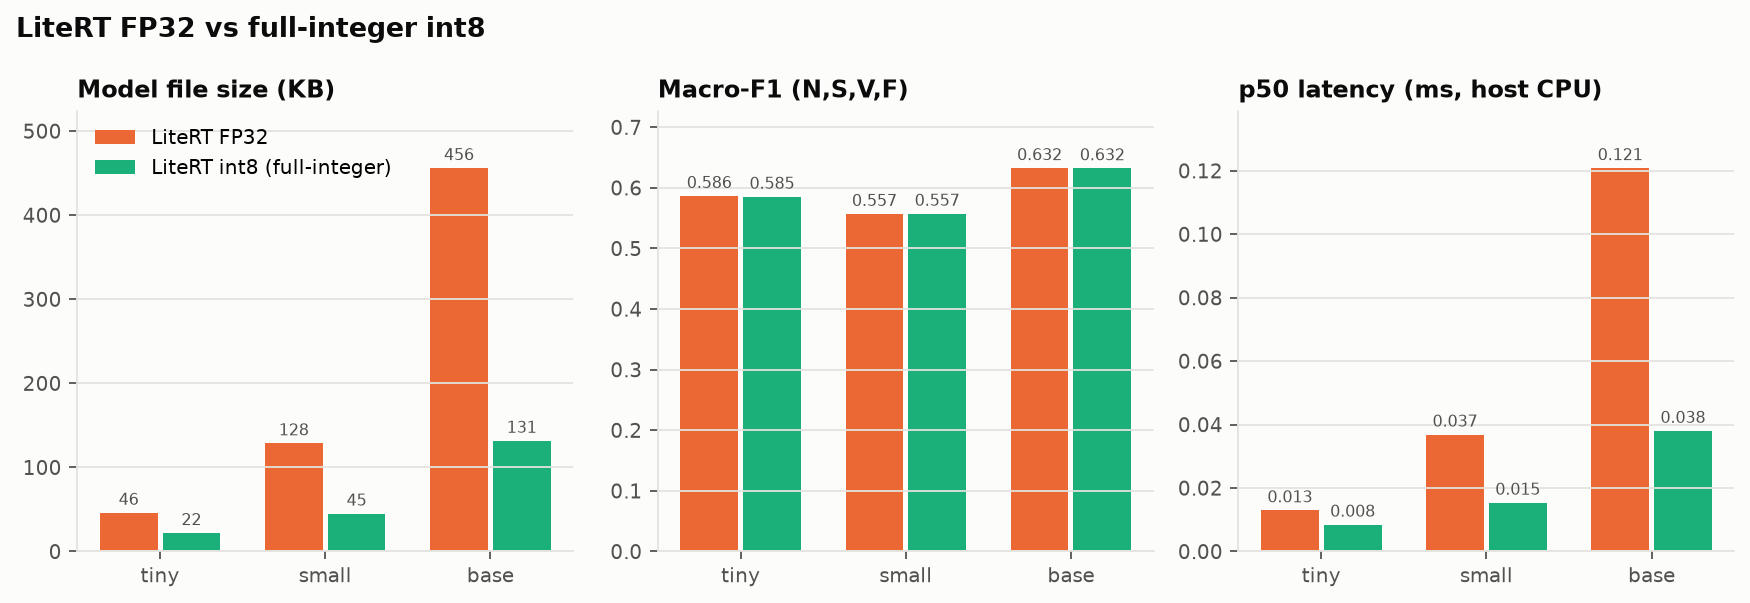 LiteRT FP32 vs full-integer int8
Model file size (KB)
500
400
300
200
100
0
LiteRT FP32
LiteRT int8 (full-integer)
46
22
128
45
456
131
tiny
small
base
Macro-F1 (N,S,V,F)
0.7
0.6
0.5
0.4
0.3
0.2
0.1
0.0
0.586
0.585
0.557
0.557
0.632
0.632
tiny
small
base
p50 latency (ms, host CPU)
0.12
0.10
0.08
0.06
0.04
0.02
0.00
0.013
0.008
0.037
0.015
0.121
0.038
tiny
small
base